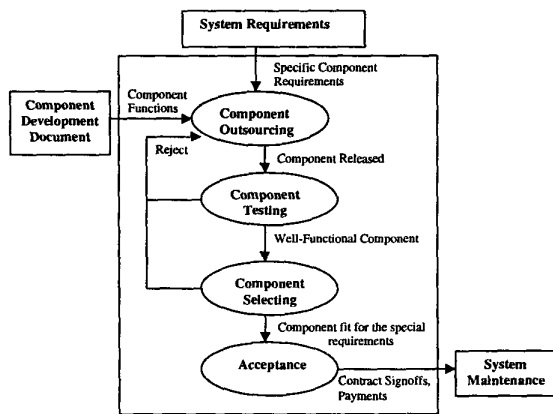 System Requirements
Specific Component
Requirements
Component
Development
Document
Component
Functions
Component
Outsourcing
Reject
Component Released
Component
Testing
Well-Functional Component
Component
Selecting
Component fit for the special
requirements
Acceptance
Contract Signoffs,
Payments
System
Maintenance